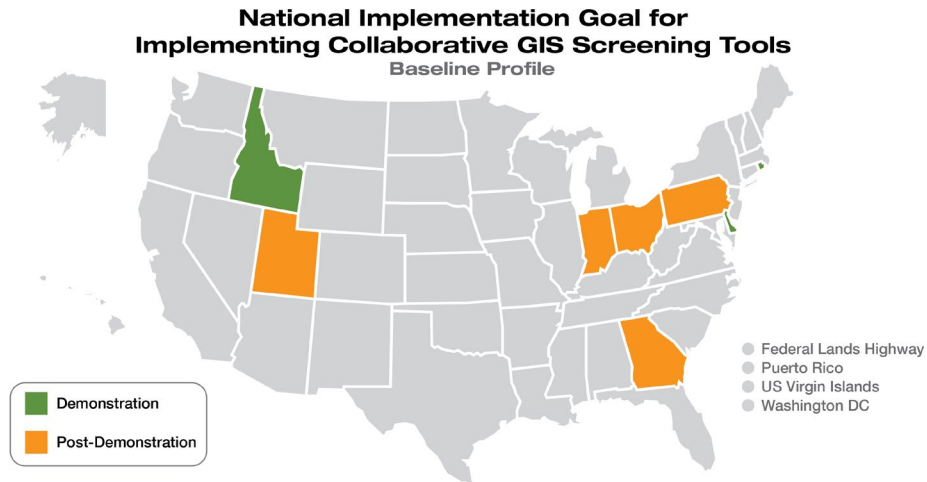 National Implementation Goal for
Implementing Collaborative GIS Screening Tools
Baseline Profile
Federal Lands Highway
Puerto Rico
US Virgin Islands
Washington DC
Demonstration
Post-Demonstration